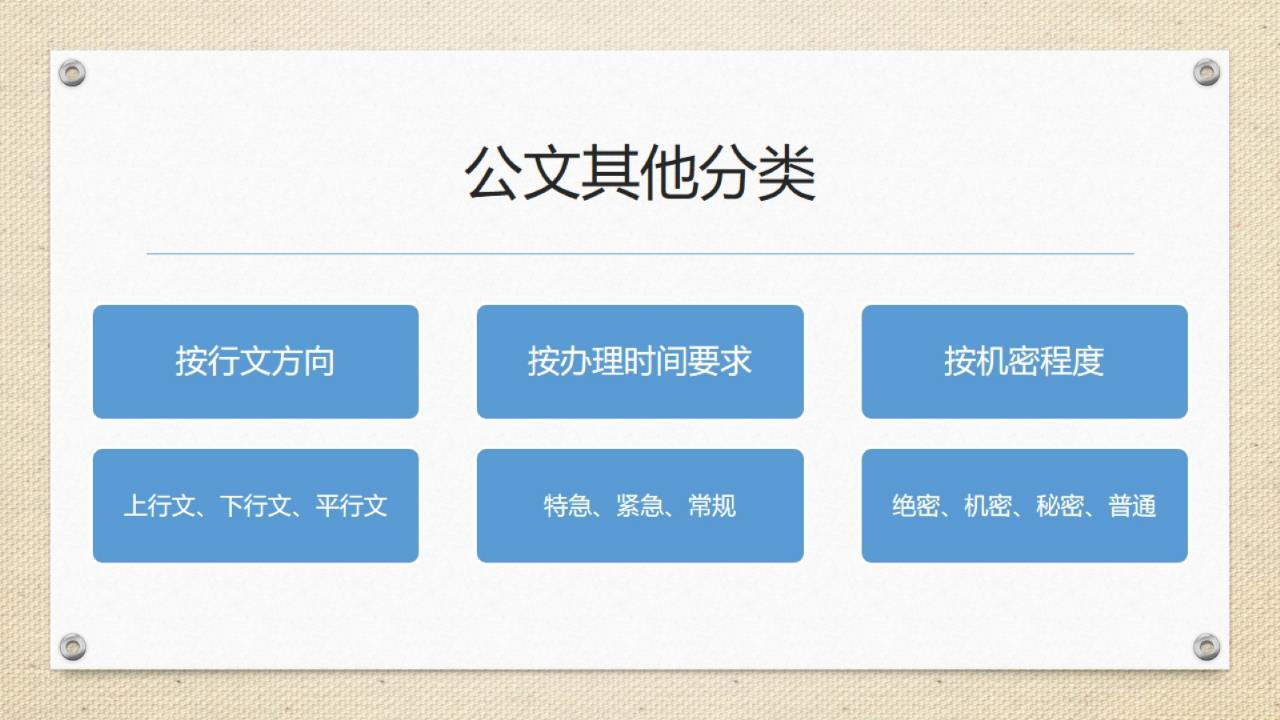 公文其他分类
按行文方向
按办理时间要求
按机密程度
上行文、下行文、平行文
特急、紧急、常规
绝密、机密、秘密、普通